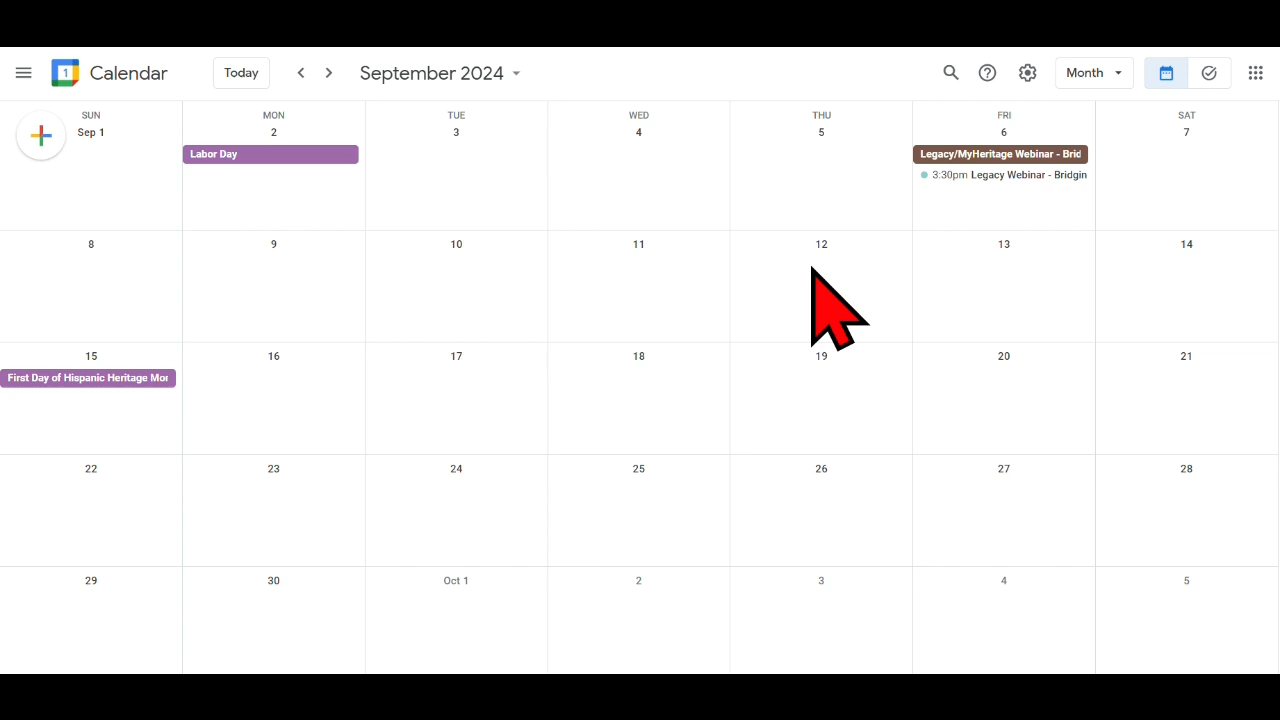 1 Calendar Today September 2024 Month
SUN MON TUE WED THU FRI SAT
Sep 1 2 3 4 5 6 7
Labor Day Legacy/MyHeritage Webinar - Brid
3:30pm Legacy Webinar - Bridgin
8 9 10 11 12 13 14
15 16 17 18 19 20 21
First Day of Hispanic Heritage Mor
22 23 24 25 26 27 28
29 30 Oct 1 2 3 4 5